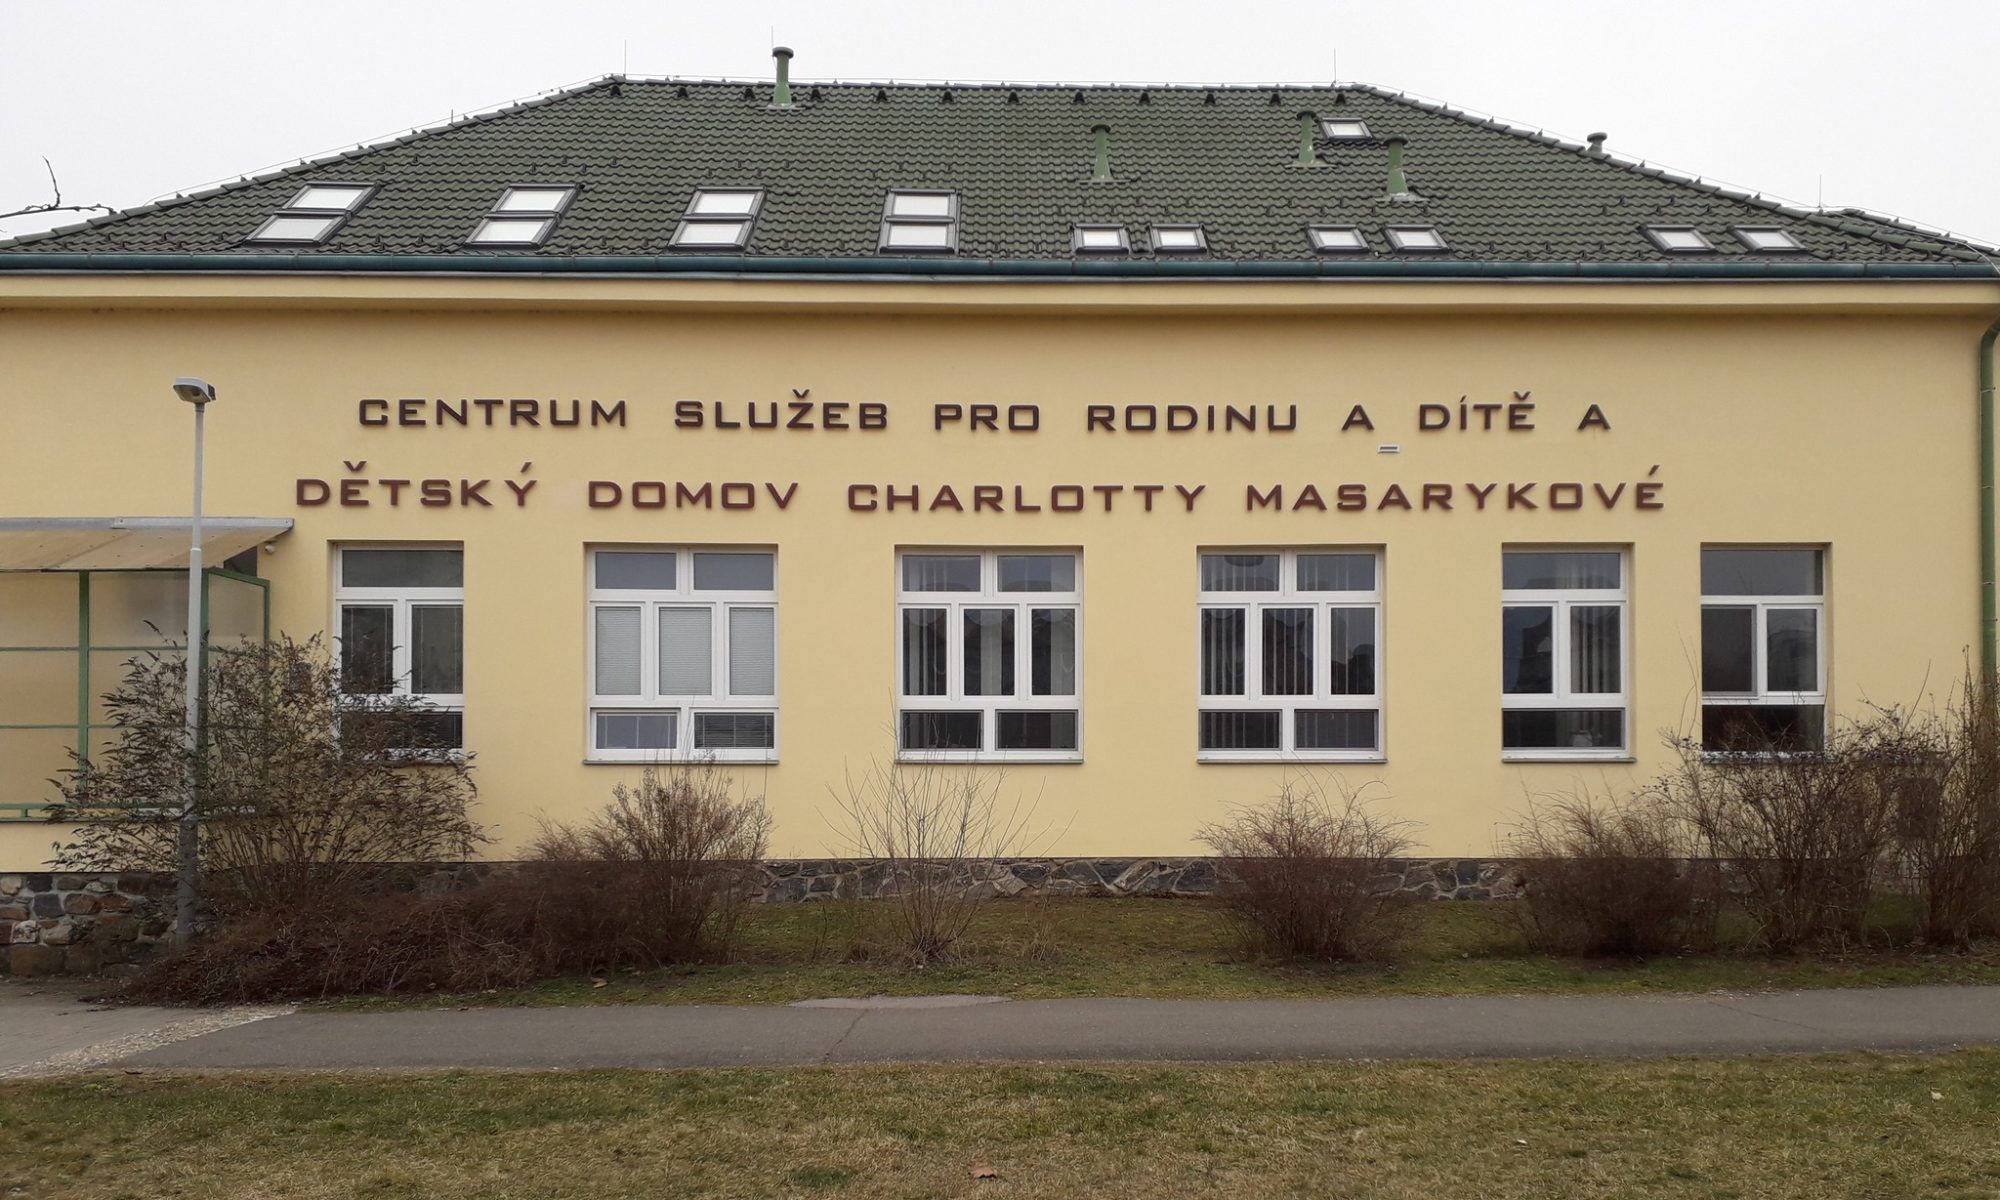 CENTRUM SLUŽEB PRO RODINU A DÍTĚ A
DĚTSKÝ DOMOV CHARLOTTY MASARYKOVÉ